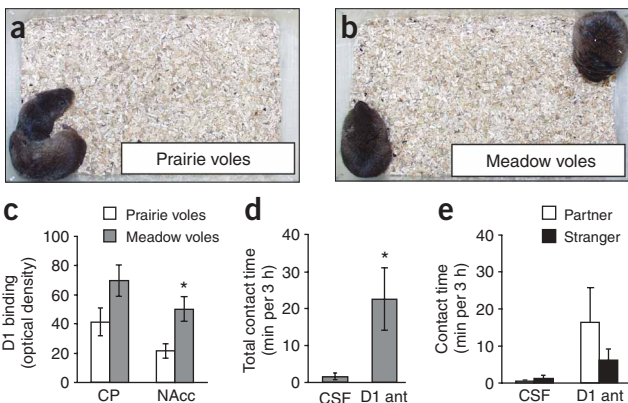 a
Prairie voles
b
Meadow voles
c
Prairie voles
Meadow voles
D1 binding
(optical density)
100
80
60
40
20
0
*
CP
NAcc
d
Total contact time
(min per 3 h)
40
30
20
10
0
*
CSF
D1 ant
e
Partner
Stranger
Contact time
(min per 3 h)
40
30
20
10
0
CSF
D1 ant